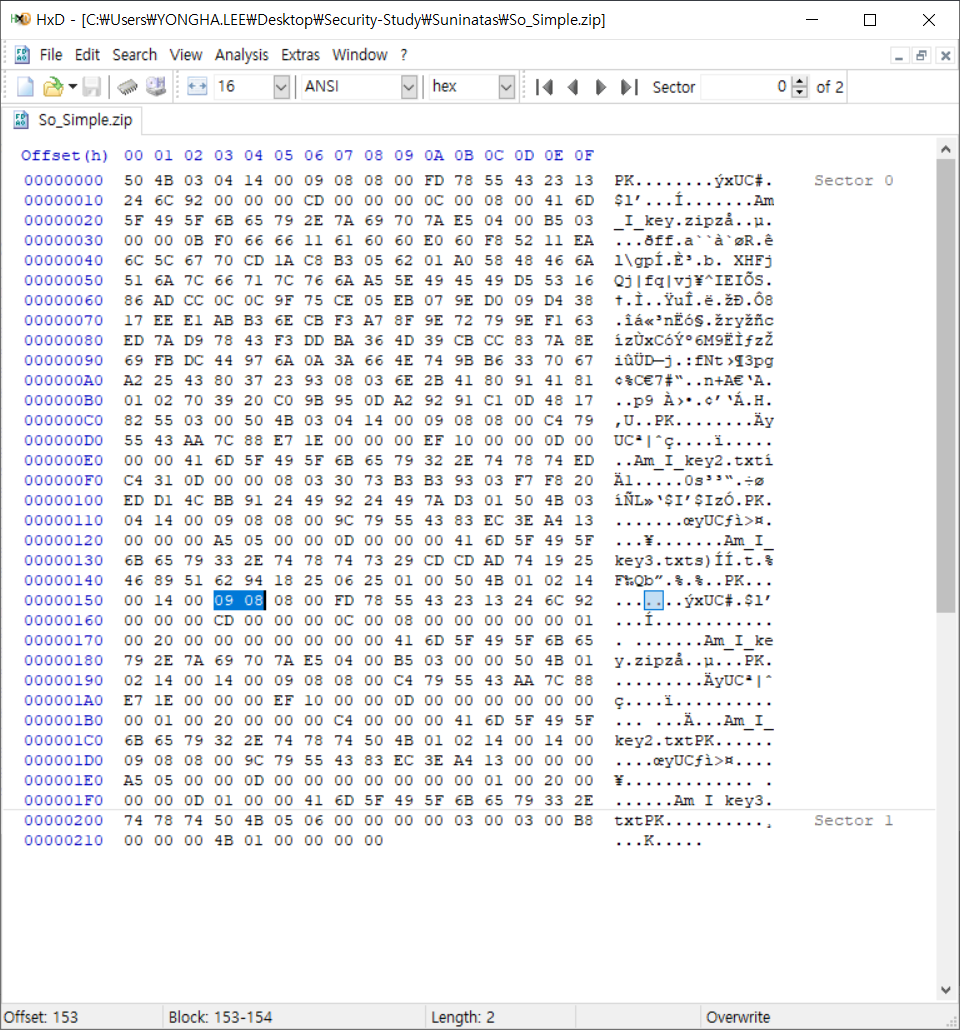 HxD - [C:₩Users₩YONGHA.LEE₩Desktop₩Security-Study₩Suninatas₩So_Simple.zip]
File Edit Search View Analysis Extras Window ?
16 ANSI hex Sector 0 of 2
So_Simple.zip
Offset(h) 00 01 02 03 04 05 06 07 08 09 0A 0B 0C 0D 0E 0F
00000000 50 4B 03 04 14 00 09 08 08 00 FD 78 55 43 23 13 PK........ýxUC#. Sector 0
00000010 24 6C 92 00 00 00 CD 00 00 00 0C 00 08 00 41 6D $l’...Í.......Am
00000020 5F 49 5F 6B 65 79 2E 7A 69 70 7A E5 04 00 B5 03 _I_key.zipzå..µ.
00000030 00 00 0B F0 66 66 11 61 60 60 E0 60 F8 52 11 EA ...ðff.a``à`øR.ê
00000040 6C 5C 67 70 CD 1A C8 B3 05 62 01 A0 58 48 46 6A l\gpÍ.È³.b. XHFj
00000050 51 6A 7C 66 71 7C 76 6A A5 5E 49 45 49 D5 53 16 Qj|fq|vj¥^IEIÕS.
00000060 86 AD CC 0C 0C 9F 75 CE 05 EB 07 9E D0 09 D4 38 †.Ì..ŸuÎ.ë.žÐ.Ô8
00000070 17 EE E1 AB B3 6E CB F3 A7 8F 9E 72 79 9E F1 63 .îá«³nËó§.žryžñc
00000080 ED 7A D9 78 43 F3 DD BA 36 4D 39 CB CC 83 7A 8E ízÙxCóÝº6M9ËÌƒzŽ
00000090 69 FB DC 44 97 6A 0A 3A 66 4E 74 9B B6 33 70 67 iûÜD—j.:fNt›¶3pg
000000A0 A2 25 43 80 37 23 93 08 03 6E 2B 41 80 91 41 81 ¢%C€7#“..n+A€‘A.
000000B0 01 02 70 39 20 C0 9B 95 0D A2 92 91 C1 0D 48 17 ..p9 À›•.¢’‘Á.H.
000000C0 82 55 03 00 50 4B 03 04 14 00 09 08 08 00 C4 79 ‚U..PK........Äy
000000D0 55 43 AA 7C 88 E7 1E 00 00 00 EF 10 00 00 0D 00 UCª|ˆç....ï.....
000000E0 00 00 41 6D 5F 49 5F 6B 65 79 32 2E 74 78 74 ED ..Am_I_key2.txtí
000000F0 C4 31 0D 00 00 08 03 30 73 B3 B3 93 03 F7 F8 20 Ä1.....0s³³“.÷ø
00000100 ED D1 4C BB 91 24 49 92 24 49 7A D3 01 50 4B 03 íÑL»‘$I’$IzÓ.PK.
00000110 04 14 00 09 08 08 00 9C 79 55 43 83 EC 3E A4 13 .......œyUCƒì>¤.
00000120 00 00 00 A5 05 00 00 0D 00 00 00 41 6D 5F 49 5F ...¥.......Am_I_
00000130 6B 65 79 33 2E 74 78 74 73 29 CD CD AD 74 19 25 key3.txts)ÍÍ.t.%
00000140 46 89 51 62 94 18 25 06 25 01 00 50 4B 01 02 14 F‰Qb”.%.%..PK...
00000150 00 14 00 09 08 08 00 FD 78 55 43 23 13 24 6C 92 .......ýxUC#.$l’
00000160 00 00 00 CD 00 00 00 0C 00 08 00 00 00 00 00 01 ...Í............
00000170 00 20 00 00 00 00 00 00 00 41 6D 5F 49 5F 6B 65 . .......Am_I_ke
00000180 79 2E 7A 69 70 7A E5 04 00 B5 03 00 00 50 4B 01 y.zipzå..µ...PK.
00000190 02 14 00 14 00 09 08 08 00 C4 79 55 43 AA 7C 88 .........ÄyUCª|ˆ
000001A0 E7 1E 00 00 00 EF 10 00 00 0D 00 00 00 00 00 00 ç....ï..........
000001B0 00 01 00 20 00 00 00 C4 00 00 00 41 6D 5F 49 5F ... ...Ä...Am_I_
000001C0 6B 65 79 32 2E 74 78 74 50 4B 01 02 14 00 14 00 key2.txtPK......
000001D0 09 08 08 00 9C 79 55 43 83 EC 3E A4 13 00 00 00 ....œyUCƒì>¤....
000001E0 A5 05 00 00 0D 00 00 00 00 00 00 00 01 00 20 00 ¥............. .
000001F0 00 00 0D 01 00 00 41 6D 5F 49 5F 6B 65 79 33 2E ......Am_I_key3.
00000200 74 78 74 50 4B 05 06 00 00 00 00 03 00 03 00 B8 txtPK..........¸ Sector 1
00000210 00 00 00 4B 01 00 00 00 00 ...K.....
Offset: 153 Block: 153-154 Length: 2 Overwrite